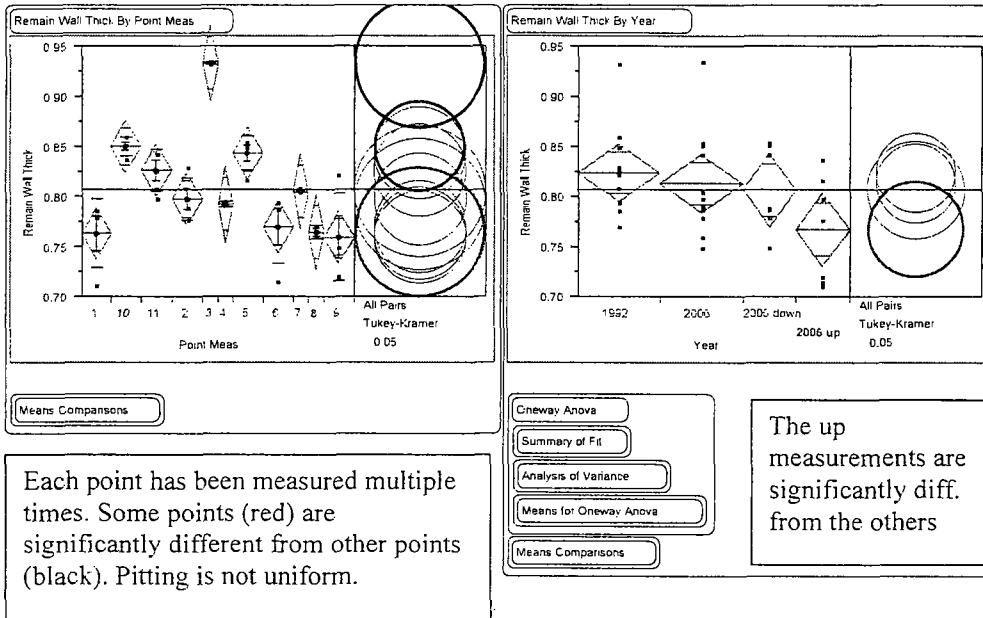 Remain Wall Thick By Point Meas
0.95
0.90
0.85
0.80
0.75
0.70
Remain Wall Thick
1 10 11 2 3 4 5 6 7 8 9
Point Meas
All Pairs
Tukey-Kramer
0.05
Means Comparisons
Each point has been measured multiple
times. Some points (red) are
significantly different from other points
(black). Pitting is not uniform.
Remain Wall Thick By Year
0.95
0.90
0.85
0.80
0.75
0.70
Remain Wall Thick
1992 2006 2006 down 2006 up
Year
All Pairs
Tukey-Kramer
0.05
Oneway Anova
Summary of Fit
Analysis of Variance
Means for Oneway Anova
Means Comparisons
The up
measurements are
significantly diff.
from the others